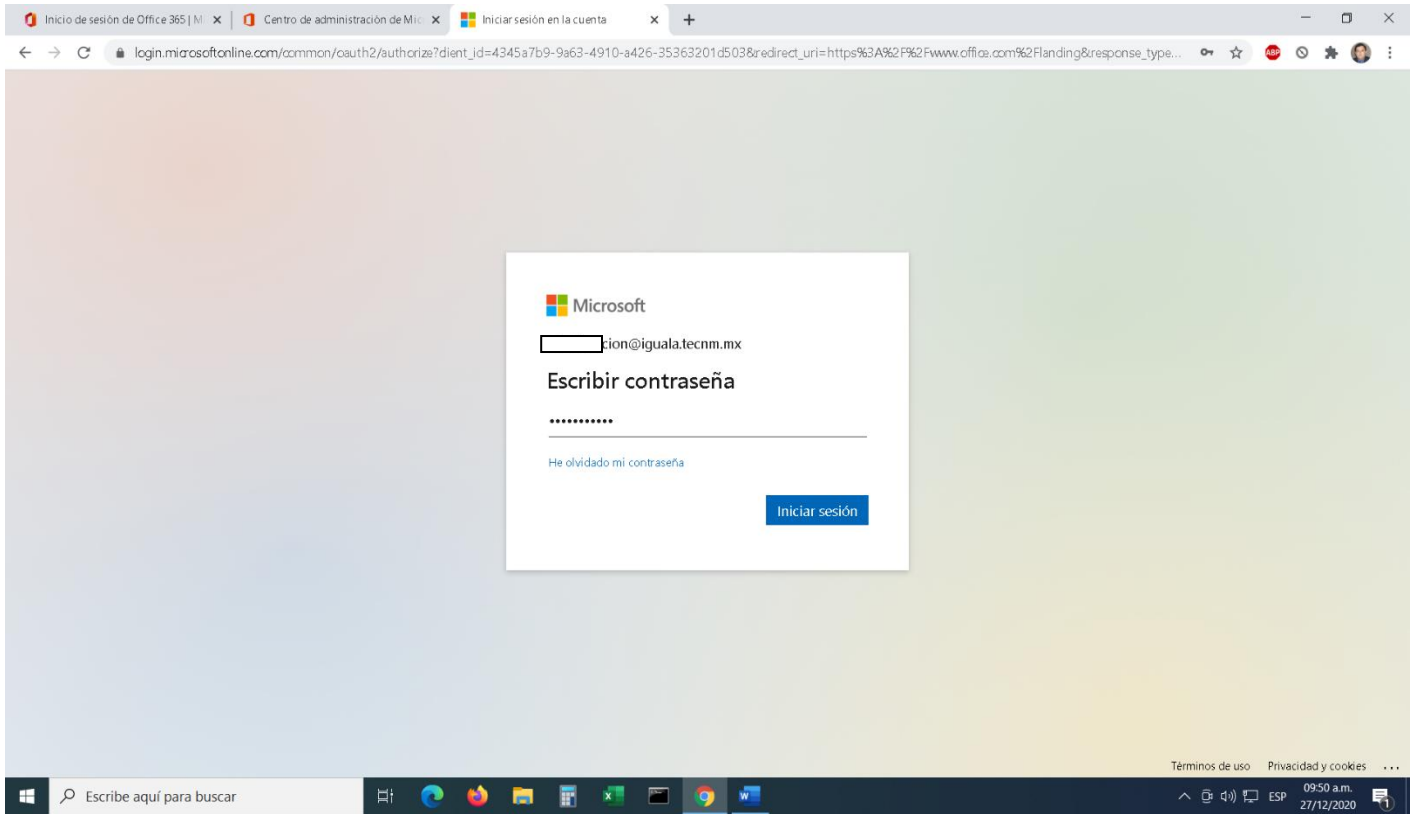 Inicio de sesión de Office 365 | M
Centro de administración de Mic
Iniciar sesión en la cuenta
login.microsoftonline.com/common/oauth2/authorize?client_id=4345a7b9-9a63-4910-a426-35363201d503&redirect_uri=https%3A%2F%2Fwww.office.com%2Flanding&response_type...
ABP
Microsoft
cion@iguala.tecnm.mx
Escribir contraseña
•••••••••••
He olvidado mi contraseña
Iniciar sesión
Términos de uso Privacidad y cookies ...
Escribe aquí para buscar
ESP
09:50 a.m.
27/12/2020
1